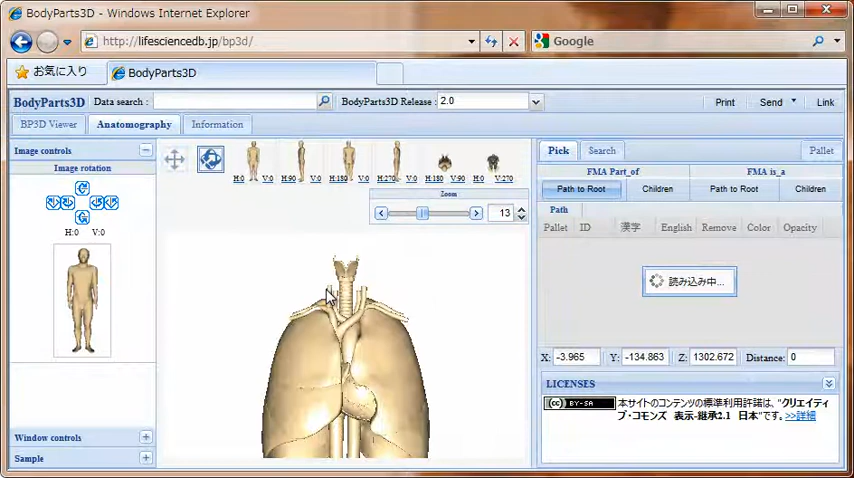 BodyParts3D - Windows Internet Explorer
http://lifesciencedb.jp/bp3d/
Google
お気に入り
BodyParts3D
BodyParts3D Data search : BodyParts3D Release : 2.0 Print Send Link
BP3D Viewer Anatomography Information
Image controls
Image rotation
H:0 V:0
H:0 V:0 H:90 V:0 H:180 V:0 H:270 V:0 H:180 V:90 H:0 V:270
Zoom
13
Pick Search Pallet
FMA Part_of FMA is_a
Path to Root Children Path to Root Children
Path
Pallet ID 漢字 English Remove Color Opacity
読み込み中...
X: -3.965 Y: -134.863 Z: 1302.672 Distance: 0
LICENSES
(cc) BY-SA 本サイトのコンテンツの標準利用許諾は、"クリエイティ
ブ・コモンズ 表示-継承2.1 日本"です。>>詳細
Window controls
Sample